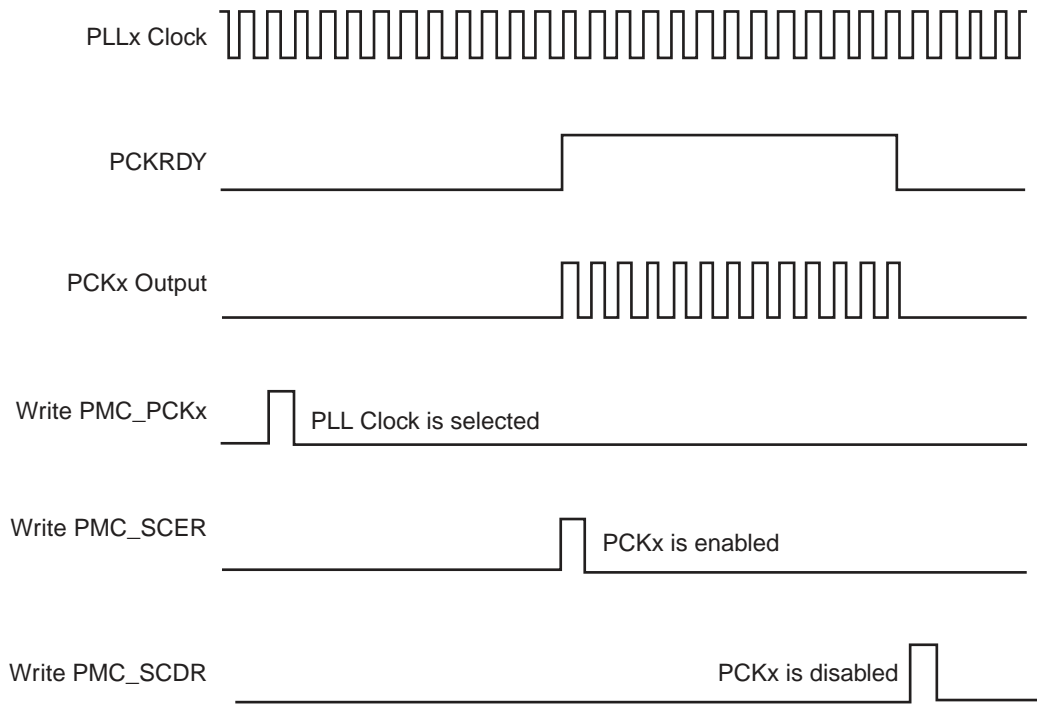 PLLx Clock
PCKRDY
PCKx Output
Write PMC_PCKx
PLL Clock is selected
Write PMC_SCER
PCKx is enabled
Write PMC_SCDR
PCKx is disabled